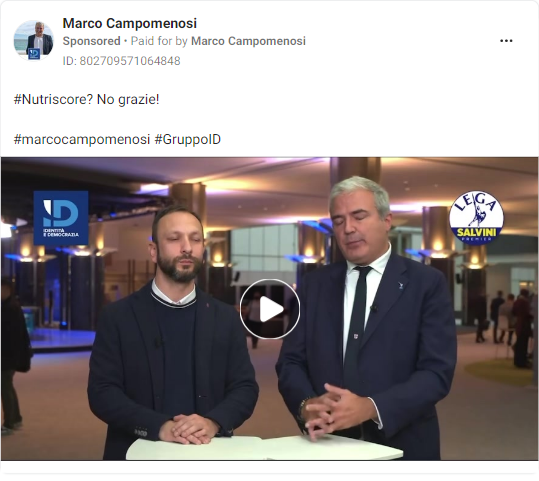 Marco Campomenosi
Sponsored • Paid for by Marco Campomenosi
ID: 802709571064848
#Nutriscore? No grazie!
#marcocampomenosi #GruppoID
ID
IDENTITÀ
E DEMOCRAZIA
LEGA
SALVINI
PREMIER